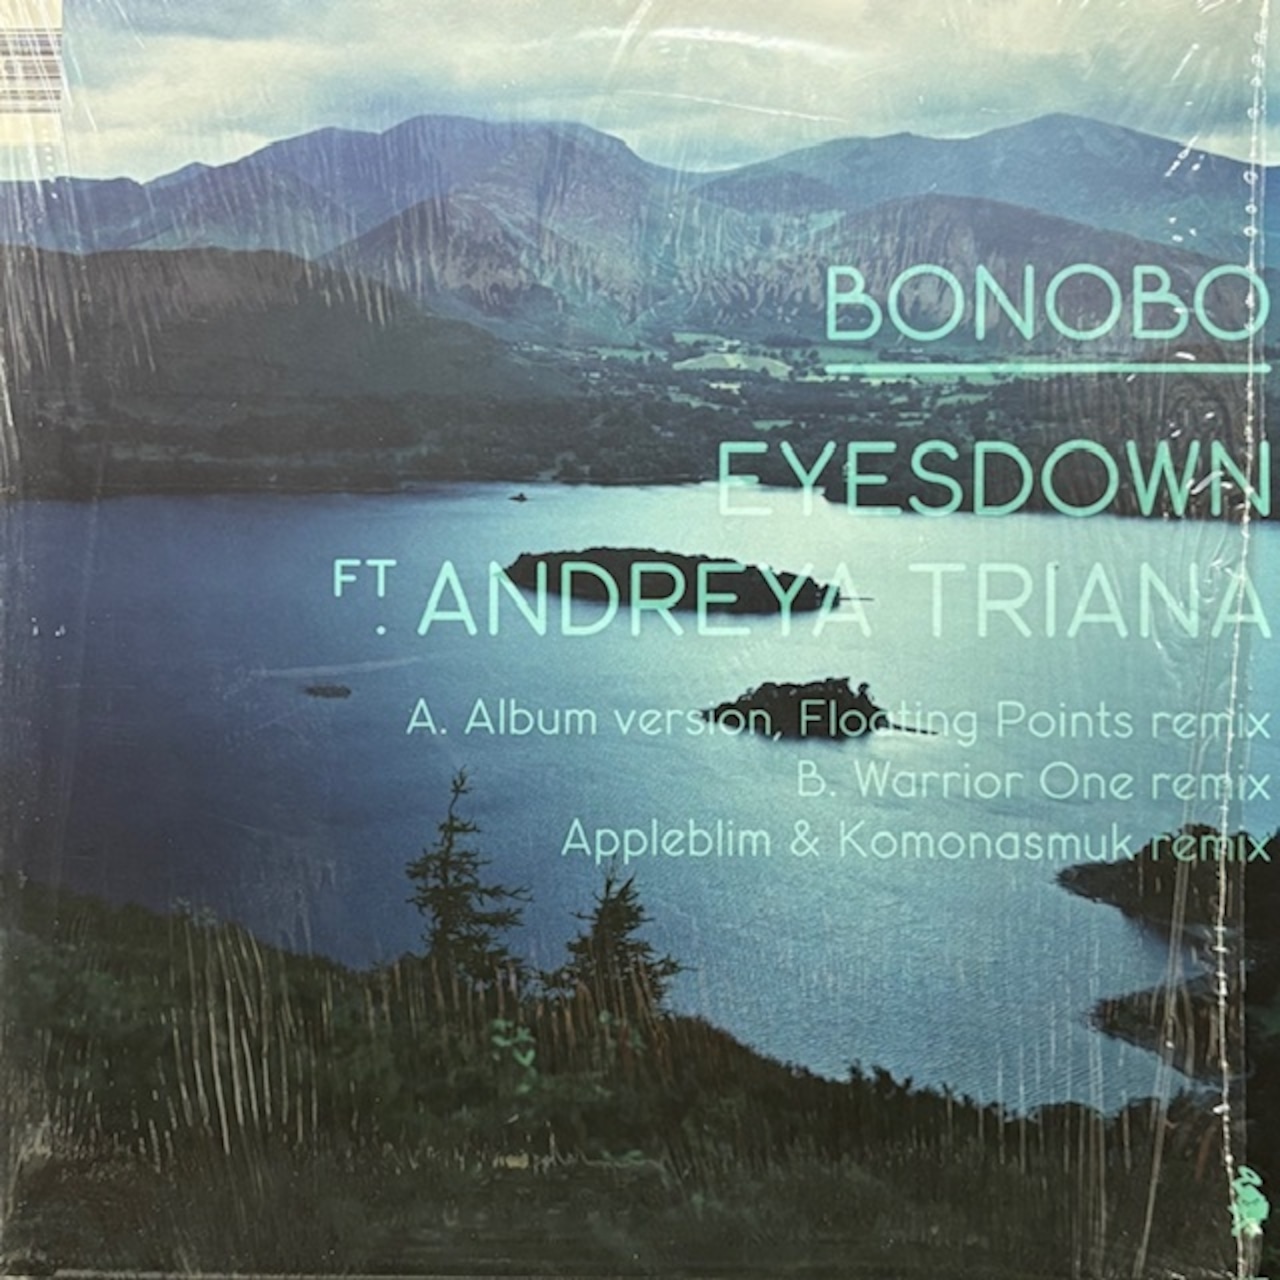 BONOBO
EYESDOWN
FT. ANDREYA TRIANA
A. Album version, Floating Points remix
B. Warrior One remix
Appleblim & Komonasmuk remix